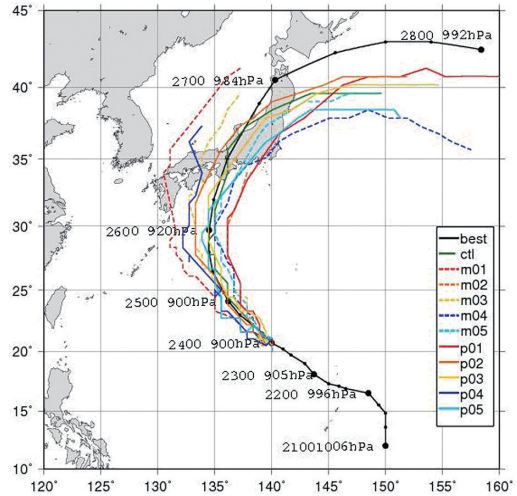 45°
2800 992hPa
2700 984hPa
40°
35°
30°
2600 920hPa
25°
2500 900hPa
2400 900hPa
20°
2300 905hPa
2200 996hPa
15°
21001006hPa
10°
best
ctl
m01
m02
m03
m04
m05
p01
p02
p03
p04
p05
120° 125° 130° 135° 140° 145° 150° 155° 160°